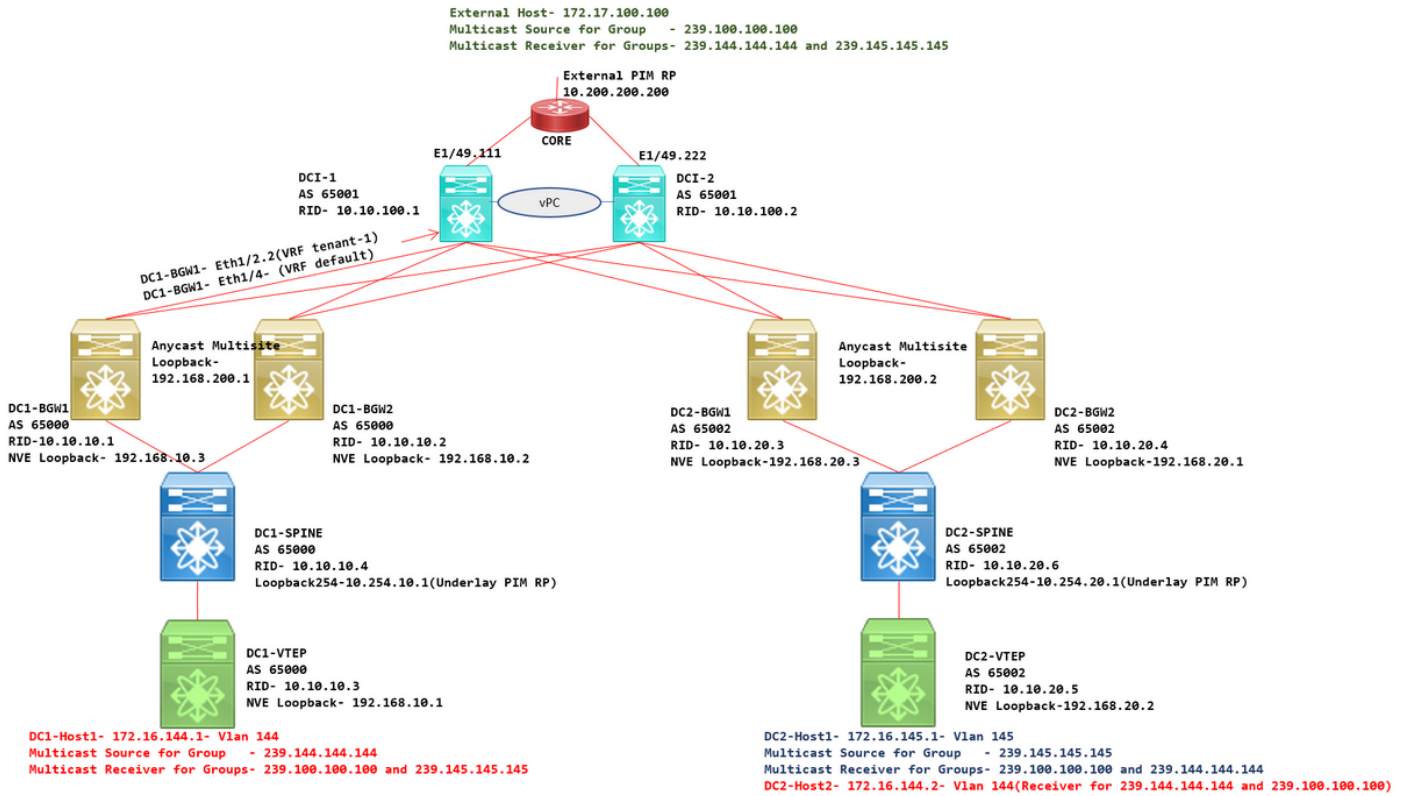 External Host- 172.17.100.100
Multicast Source for Group   - 239.100.100.100
Multicast Receiver for Groups- 239.144.144.144 and 239.145.145.145
External PIM RP
10.200.200.200
CORE
E1/49.111
E1/49.222
DCI-1
AS 65001
RID- 10.10.100.1
vPC
DCI-2
AS 65001
RID- 10.10.100.2
DC1-BGW1- Eth1/2.2(VRF tenant-1)
DC1-BGW1- Eth1/4- (VRF default)
Anycast Multisite
Loopback-
192.168.200.1
Anycast Multisite
Loopback-
192.168.200.2
DC1-BGW1
AS 65000
RID-10.10.10.1
NVE Loopback- 192.168.10.3
DC1-BGW2
AS 65000
RID- 10.10.10.2
NVE Loopback- 192.168.10.2
DC2-BGW1
AS 65002
RID- 10.10.20.3
NVE Loopback-192.168.20.3
DC2-BGW2
AS 65002
RID- 10.10.20.4
NVE Loopback-192.168.20.1
DC1-SPINE
AS 65000
RID- 10.10.10.4
Loopback254-10.254.10.1(Underlay PIM RP)
DC2-SPINE
AS 65002
RID- 10.10.20.6
Loopback254-10.254.20.1(Underlay PIM RP)
DC1-VTEP
AS 65000
RID- 10.10.10.3
NVE Loopback- 192.168.10.1
DC2-VTEP
AS 65002
RID- 10.10.20.5
NVE Loopback-192.168.20.2
DC1-Host1- 172.16.144.1- Vlan 144
Multicast Source for Group   - 239.144.144.144
Multicast Receiver for Groups- 239.100.100.100 and 239.145.145.145
DC2-Host1- 172.16.145.1- Vlan 145
Multicast Source for Group   - 239.145.145.145
Multicast Receiver for Groups- 239.100.100.100 and 239.144.144.144
DC2-Host2- 172.16.144.2- Vlan 144(Receiver for 239.144.144.144 and 239.100.100.100)